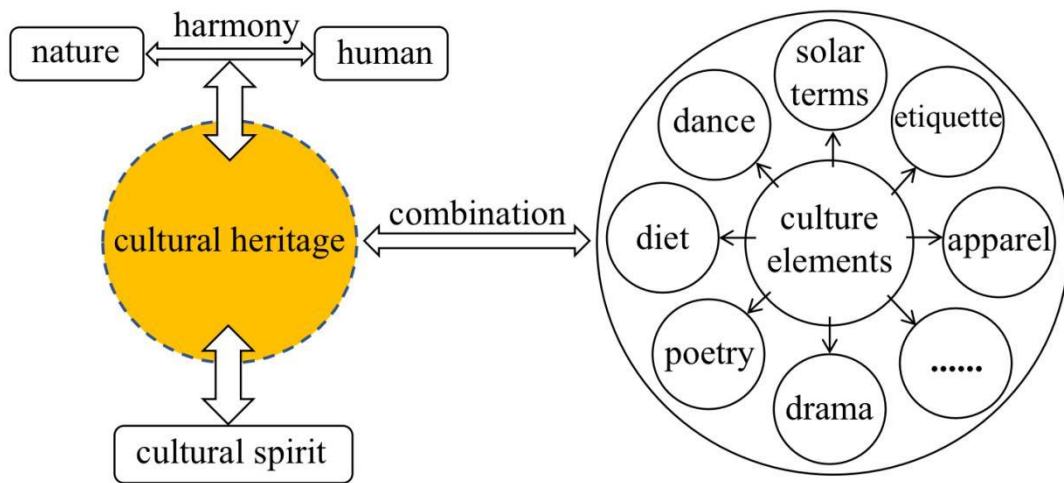 harmony
nature
human
cultural heritage
cultural spirit
combination
solar
terms
dance
etiquette
diet
culture
elements
apparel
poetry
drama
......